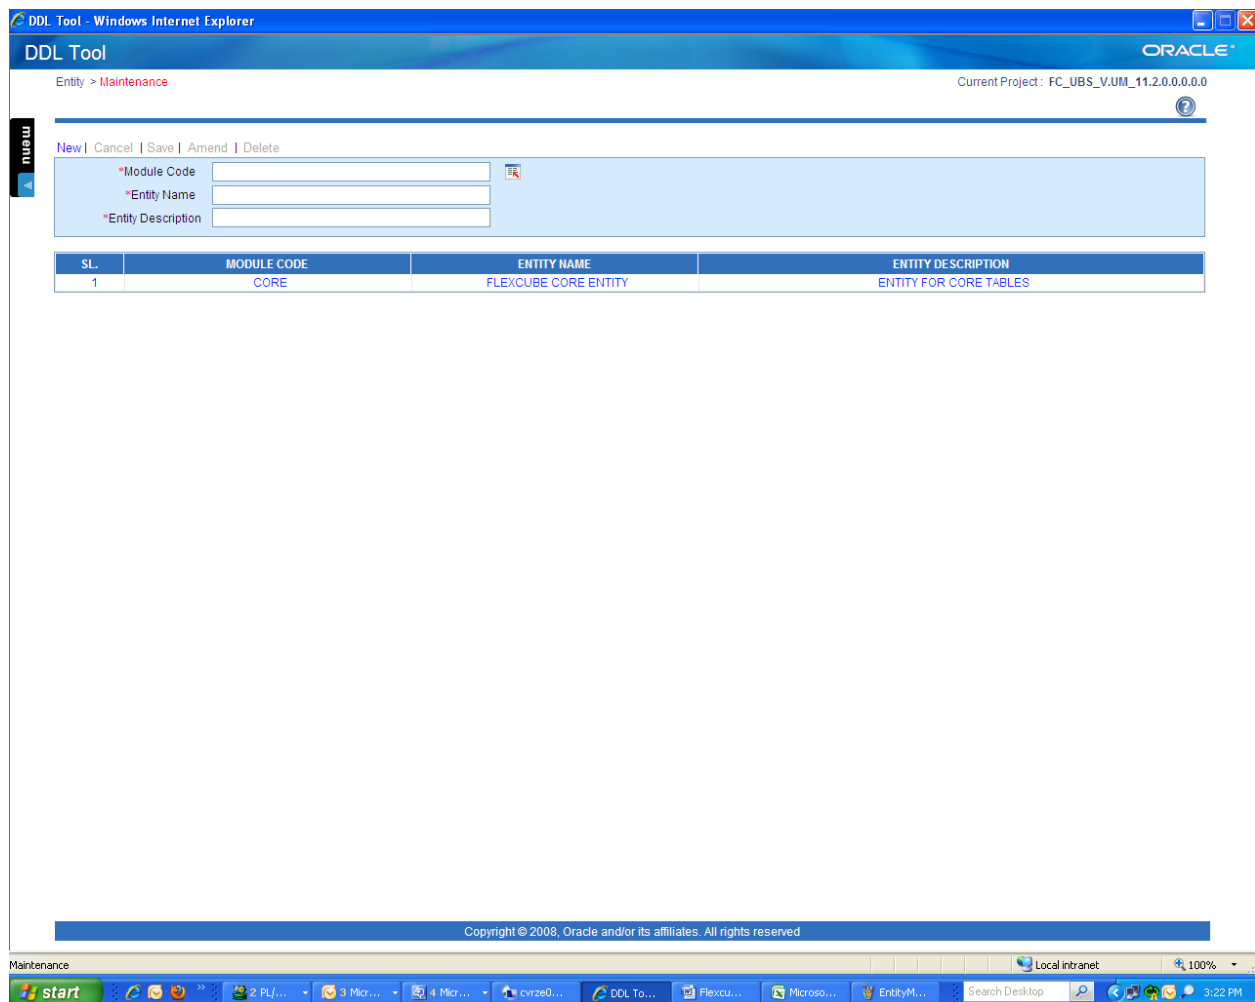 DDL Tool - Windows Internet Explorer
DDL Tool
ORACLE
Entity > Maintenance
Current Project : FC_UBS_V.UM_11.2.0.0.0.0.0
menu
New | Cancel | Save | Amend | Delete
*Module Code
*Entity Name
*Entity Description
SL. MODULE CODE ENTITY NAME ENTITY DESCRIPTION
1 CORE FLEXCUBE CORE ENTITY ENTITY FOR CORE TABLES
Copyright © 2008, Oracle and/or its affiliates. All rights reserved
Maintenance
Local intranet
100%
start
2 PL/...
3 Micr...
4 Micr...
cvrze0...
DDL To...
Flexcu...
Microso...
EntityM...
Search Desktop
3:22 PM